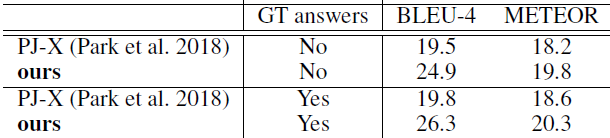 GT answers BLEU-4 METEOR
PJ-X (Park et al. 2018) No 19.5 18.2
ours No 24.9 19.8
PJ-X (Park et al. 2018) Yes 19.8 18.6
ours Yes 26.3 20.3